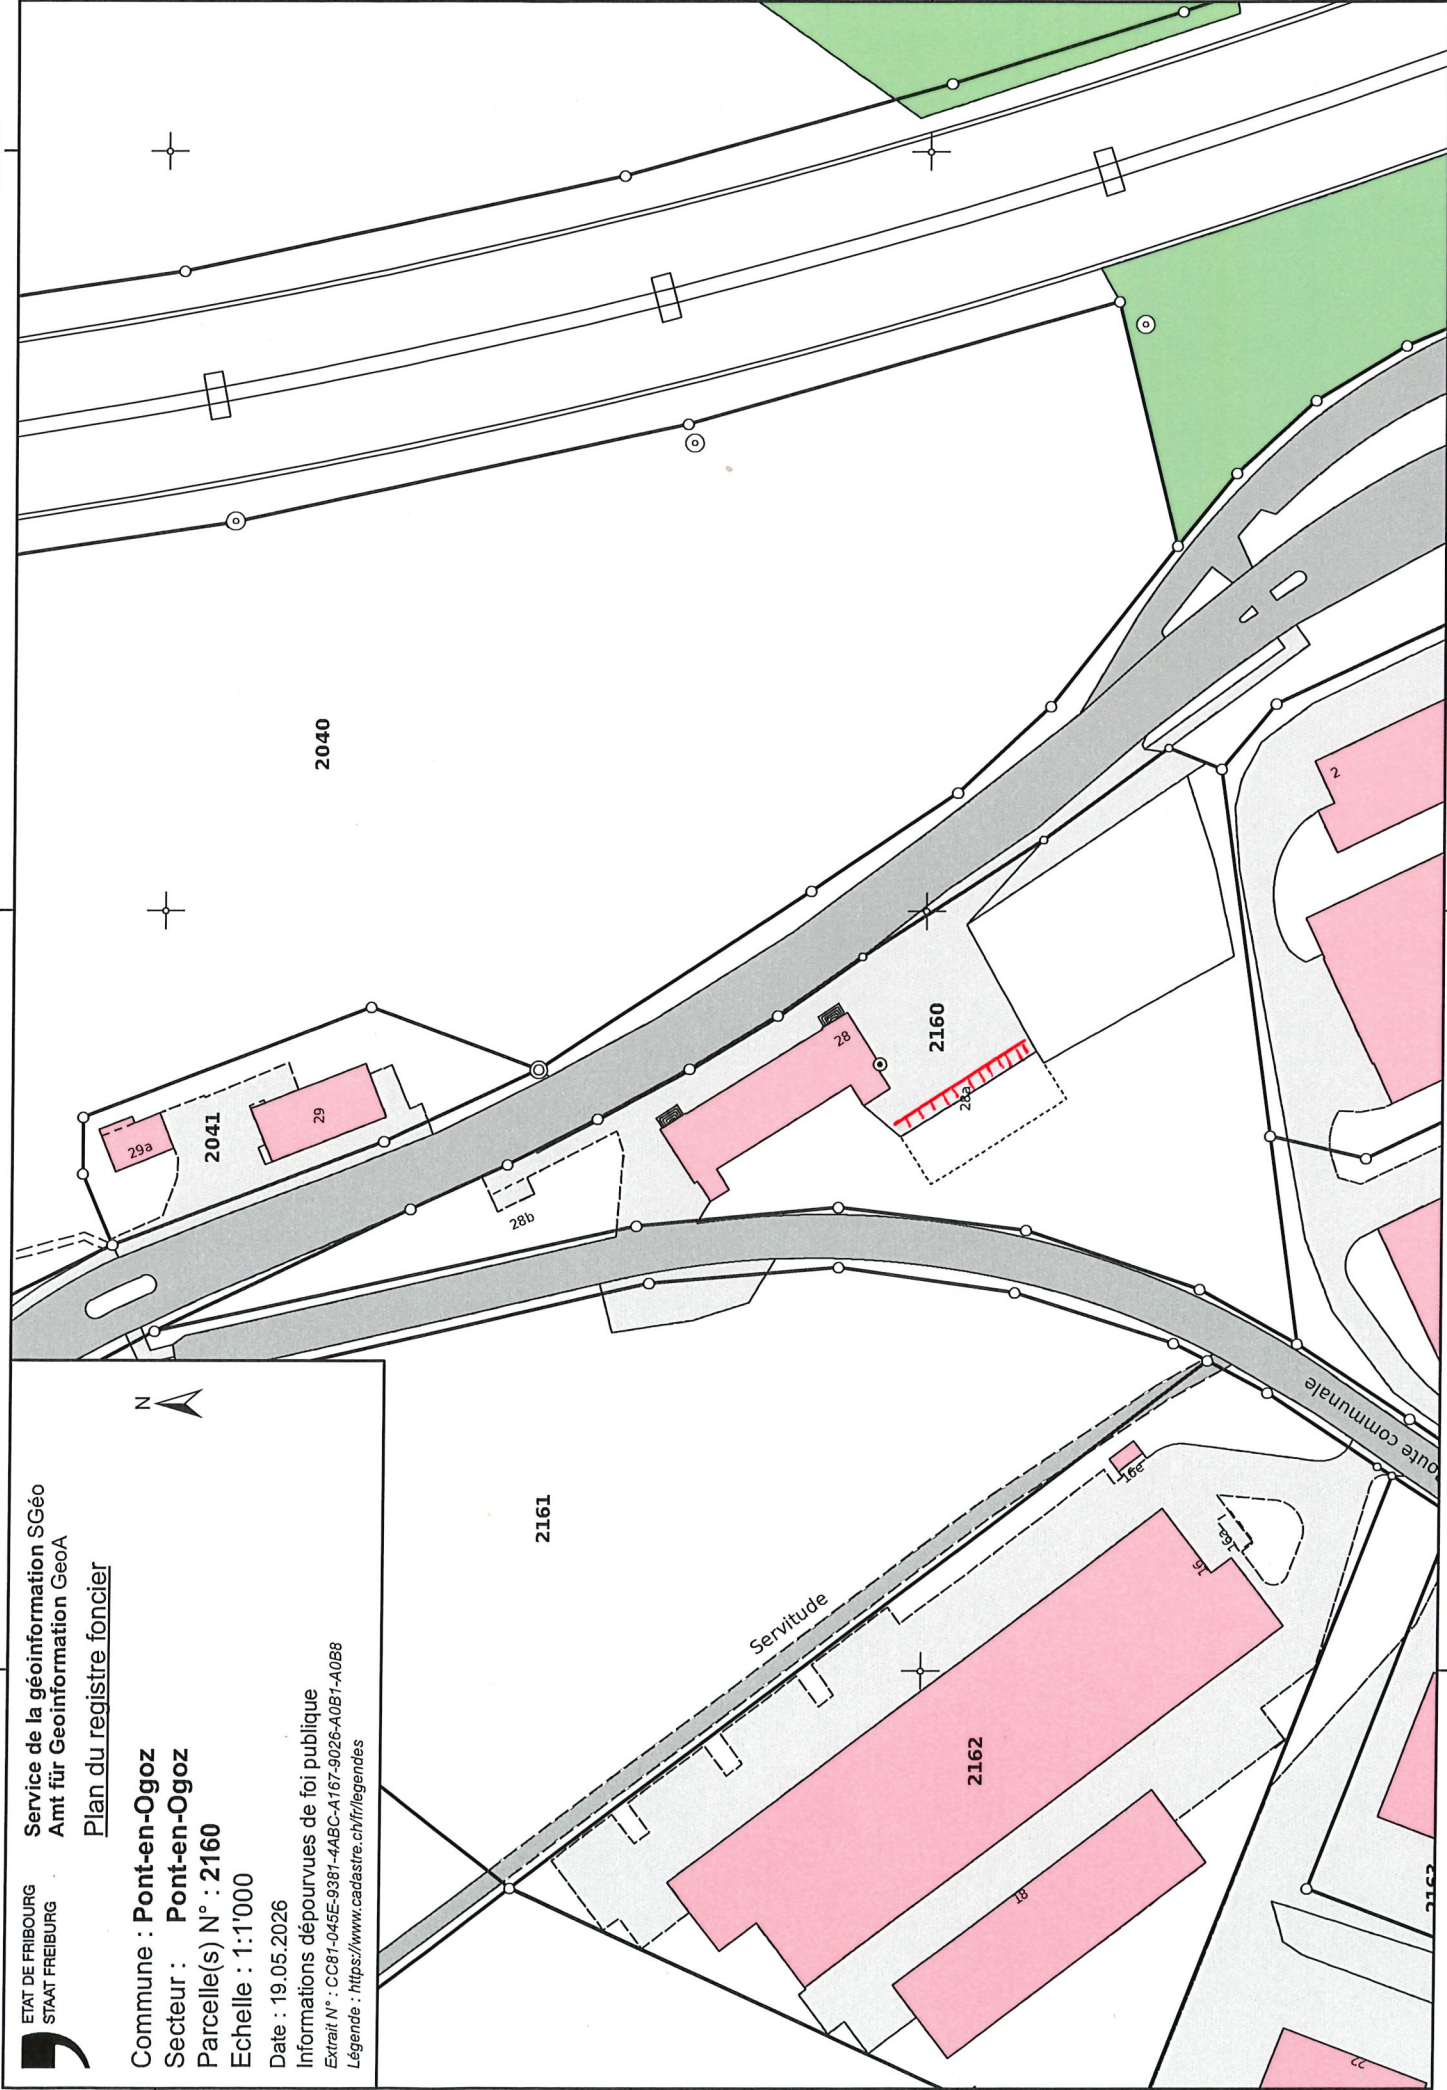 ETAT DE FRIBOURG
STAAT FREIBURG
Service de la géoinformation SGéo
Amt für Geoinformation GeoA
Plan du registre foncier
Commune : Pont-en-Ogoz
Secteur : Pont-en-Ogoz
Parcelle(s) N° : 2160
Echelle : 1:1'000
Date : 19.05.2026
Informations dépourvues de foi publique
Extrait N° : CC81-045E-9381-4ABC-A167-9026-A0B1-A0B8
Légende : https://www.cadastre.ch/fr/legendes
N
2040
2041
29a
29
28b
28
2160
28a
2
2161
Servitude
oute communale
16e
16a
16
2162
18
22